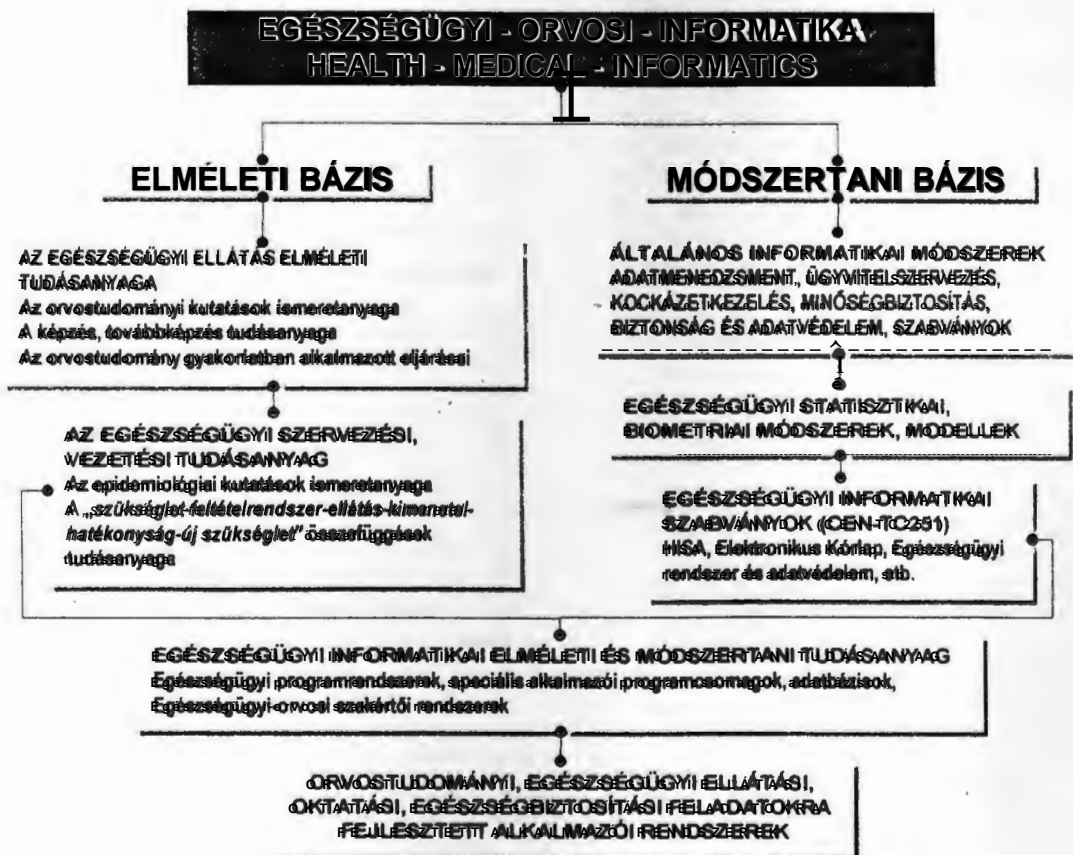 EGÉSZSÉGÜGYI - ORVOSI - INFORMATIKA
HEALTH - MEDICAL - INFORMATICS
ELMÉLETI BÁZIS
AZ EGÉSZSÉGÜGYI ELLÁTÁS ELMÉLETI
TUDÁSANYAGA
Az orvostudományi kutatások ismeretanyaga
A képzés, továbbképzés tudásanyaga
Az orvostudomány gyakorlatban alkalmazott eljárásai
AZ EGÉSZSÉGÜGYI SZERVEZÉSI,
VEZETÉSI TUDÁSANYAG
Az epidemiológiai kutatások ismeretanyaga
A „szükséglet-feltételrendszer-ellátás-kimenetel-
hatékonyság-új szükséglet" összefüggések
tudásanyaga
MÓDSZERTANI BÁZIS
ÁLTALÁNOS INFORMATIKAI MÓDSZEREK
ADATMENEDZSMENT, ÜGYVITELSZERVEZÉS,
KOCKÁZETKEZELÉS, MINŐSÉGBIZTOSÍTÁS,
BIZTONSÁG ÉS ADATVÉDELEM, SZABVÁNYOK
EGÉSZSÉGÜGYI STATISZTIKAI,
BIOMETRIAI MÓDSZEREK, MODELLEK
EGÉSZSÉGÜGYI INFORMATIKAI
SZABVÁNYOK (CEN-TC 251)
HISA, Elektronikus Kórlap, Egészségügyi
rendszer és adatvédelem, stb.
EGÉSZSÉGÜGYI INFORMATIKAI ELMÉLETI ÉS MÓDSZERTANI TUDÁSANYAG
Egészségügyi programrendszerek, speciális alkalmazói programcsomagok, adatbázisok,
Egészségügyi-orvosi szakértői rendszerek
ORVOSTUDOMÁNYI, EGÉSZSÉGÜGYI ELLÁTÁSI,
OKTATÁSI, EGÉSZSÉGBIZTOSÍTÁSI FELADATOKRA
FEJLESZTETT ALKALMAZÓI RENDSZEREK